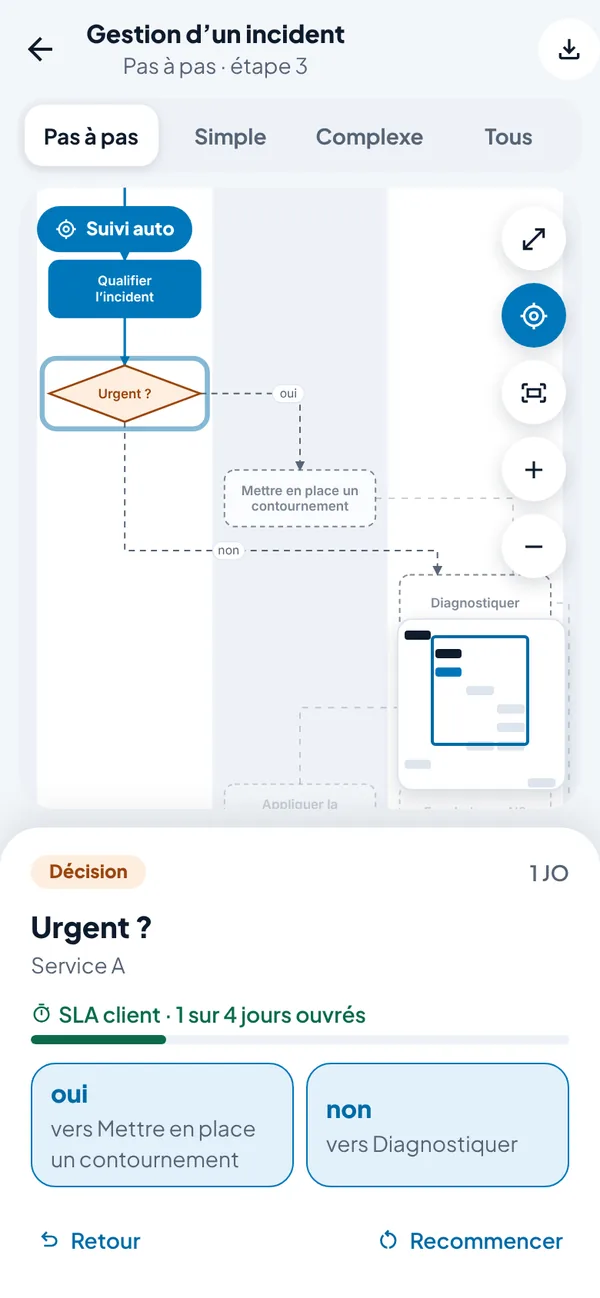 Gestion d’un incident
Pas à pas · étape 3
Pas à pas
Simple
Complexe
Tous
Suivi auto
Qualifier
l’incident
Urgent ?
oui
Mettre en place un
contournement
non
Diagnostiquer
Appliquer la
Décision
1 JO
Urgent ?
Service A
SLA client · 1 sur 4 jours ouvrés
oui
vers Mettre en place
un contournement
non
vers Diagnostiquer
Retour
Recommencer